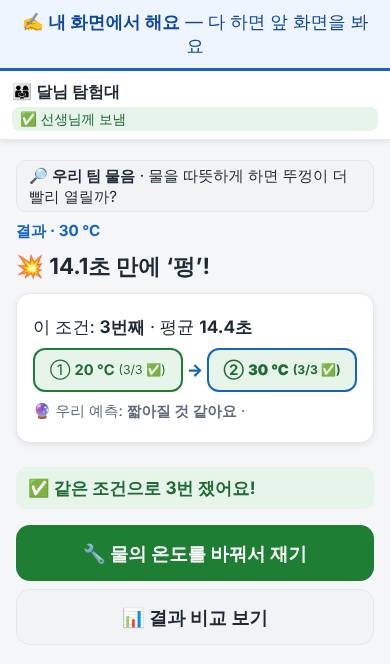 ✍️ 내 화면에서 해요 — 다 하면 앞 화면을 봐
요
👨‍👩‍👧 달님 탐험대
✅ 선생님께 보냄
🔎 우리 팀 물음 · 물을 따뜻하게 하면 뚜껑이 더
빨리 열릴까?
결과 · 30 ℃
💥 14.1초 만에 ‘펑’!
이 조건: 3번째 · 평균 14.4초
① 20 ℃ (3/3 ✅) → ② 30 ℃ (3/3 ✅)
🔮 우리 예측: 짧아질 것 같아요 ·
✅ 같은 조건으로 3번 쟀어요!
🔧 물의 온도를 바꿔서 재기
📊 결과 비교 보기